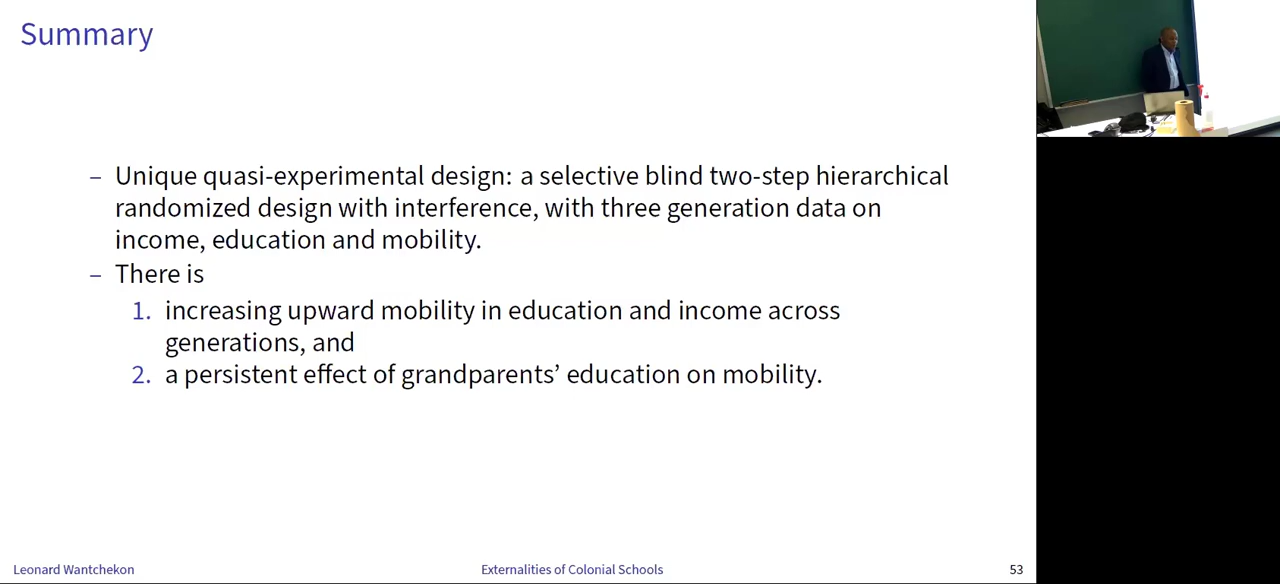 Summary
– Unique quasi-experimental design: a selective blind two-step hierarchical
randomized design with interference, with three generation data on
income, education and mobility.
– There is
1. increasing upward mobility in education and income across
generations, and
2. a persistent effect of grandparents’ education on mobility.
Leonard Wantchekon
Externalities of Colonial Schools
53